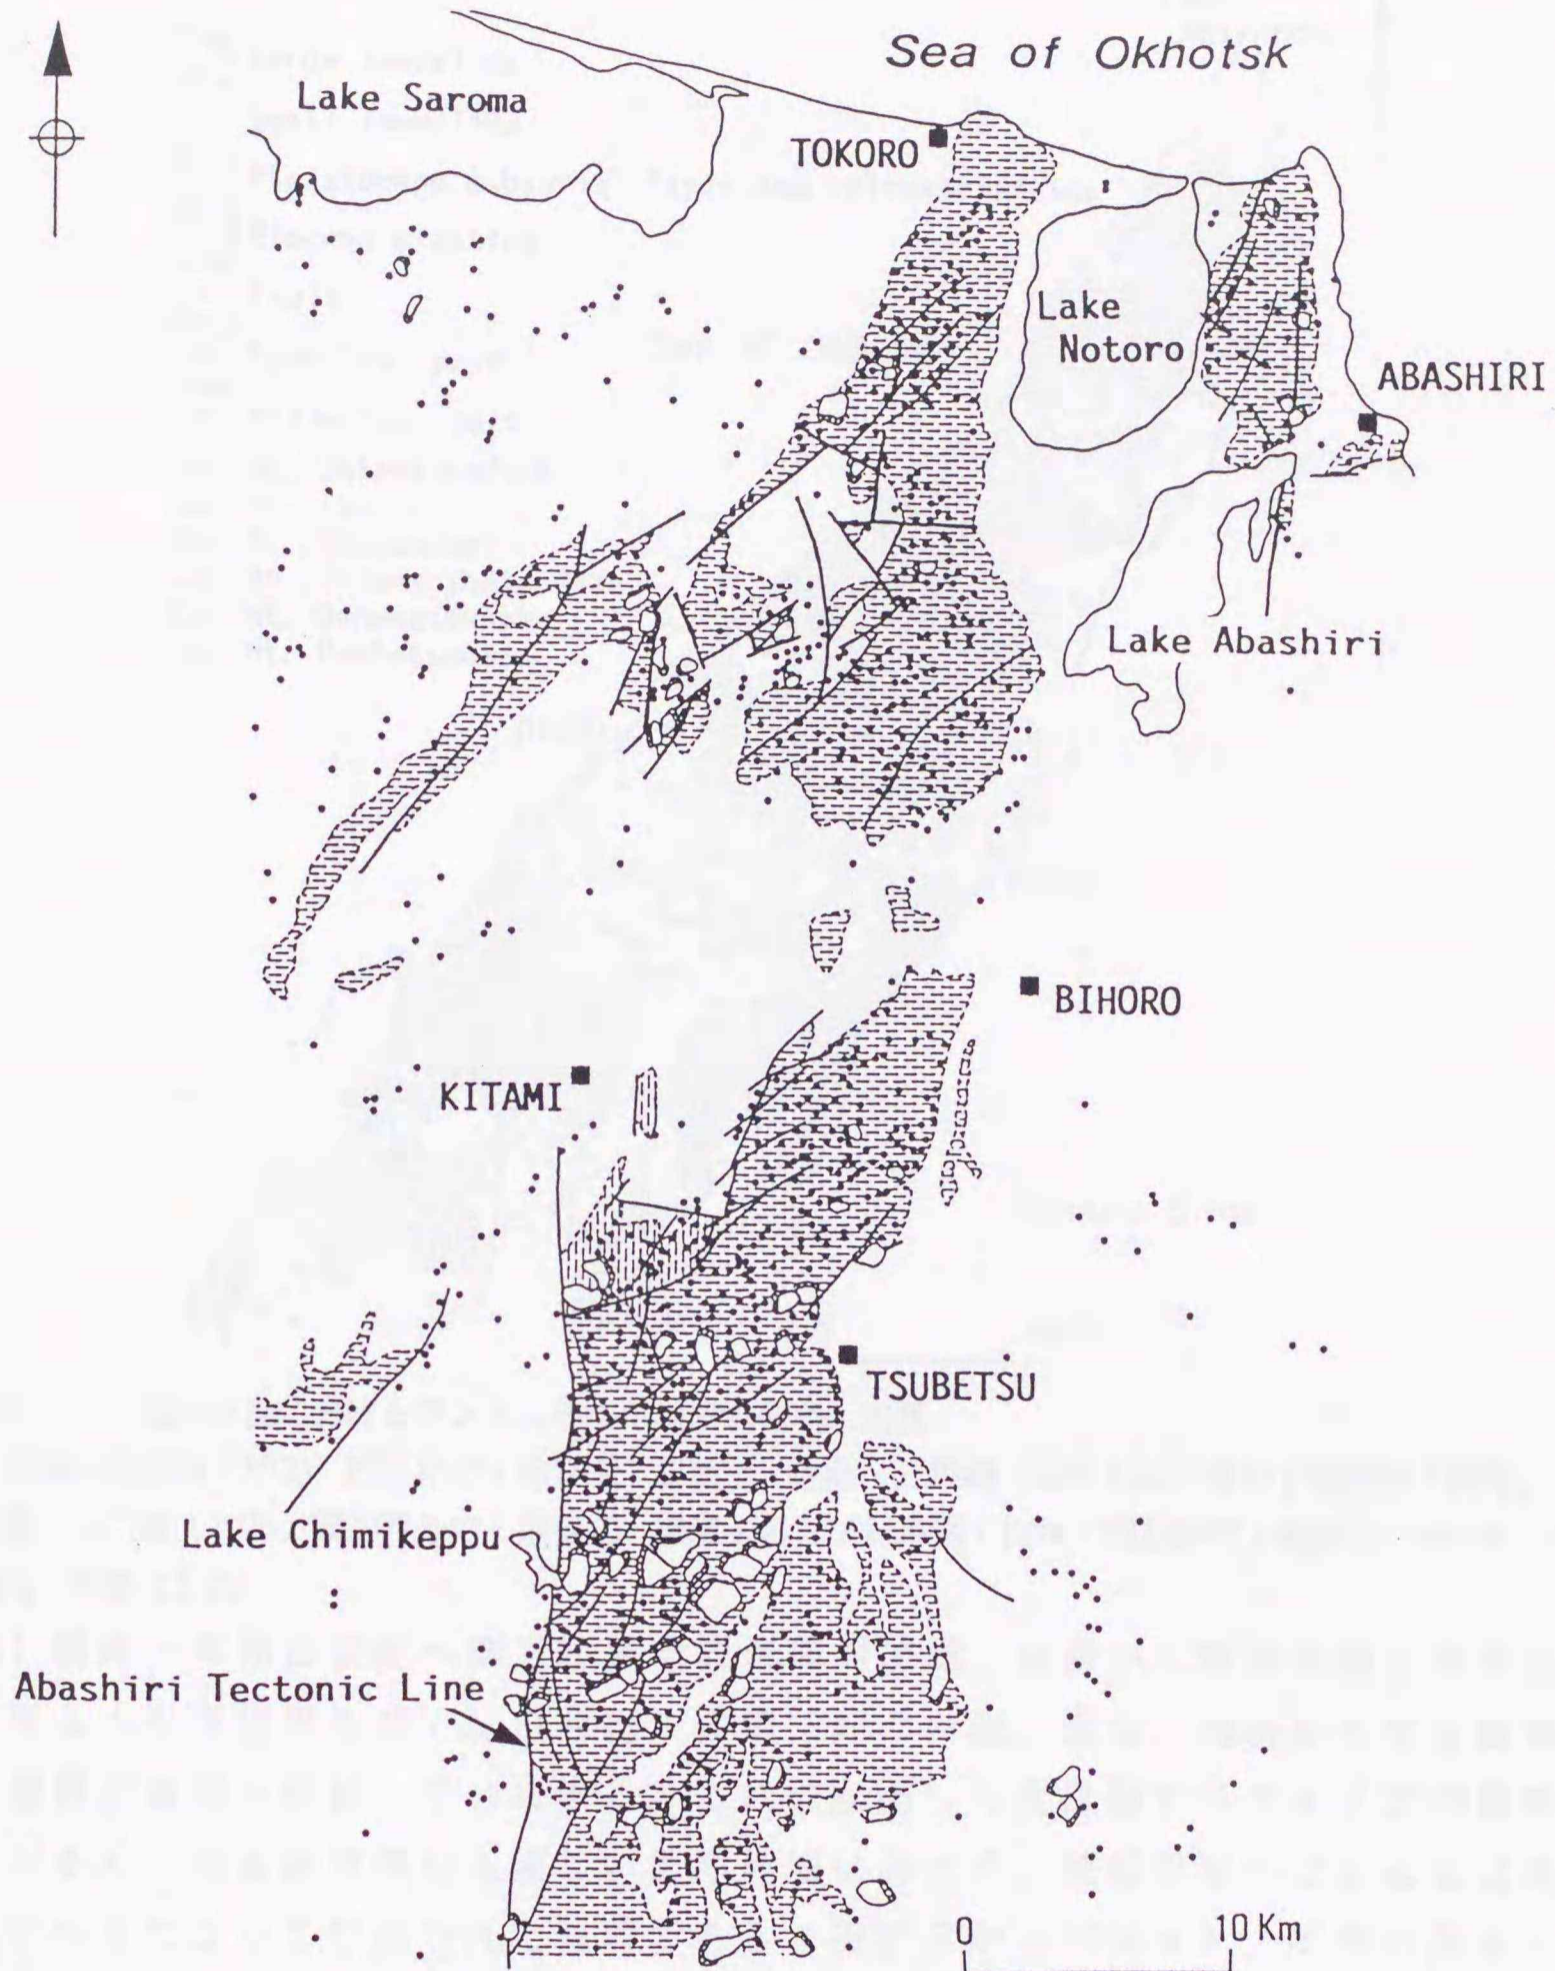 Sea of Okhotsk
Lake Saroma
TOKORO
Lake
Notoro
ABASHIRI
Lake Abashiri
BIHORO
KITAMI
TSUBETSU
Lake Chimikeppu
Abashiri Tectonic Line
0 10 Km